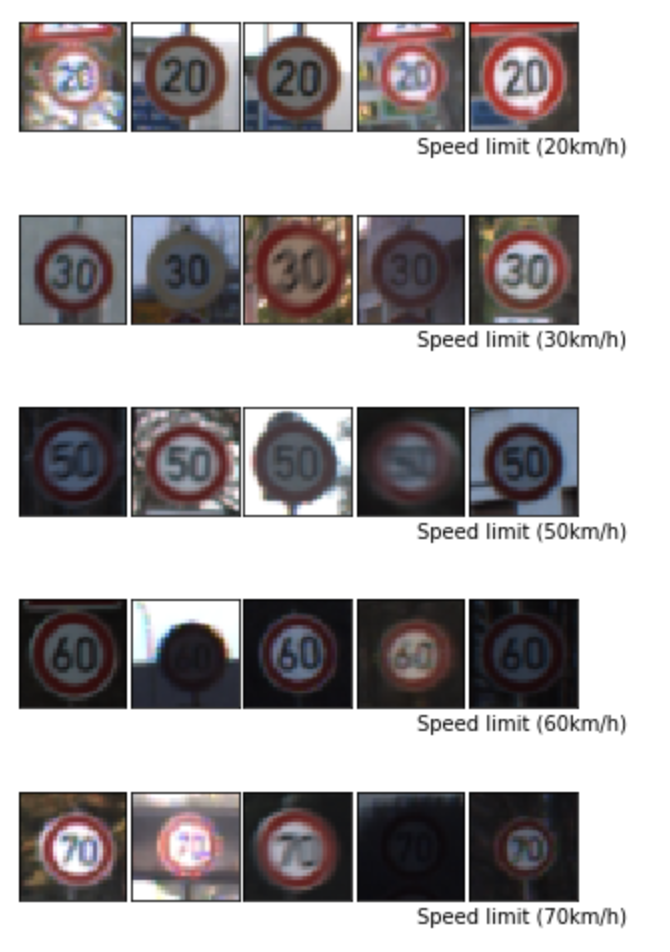 20 20 20 20 20
Speed limit (20km/h)
30 30 30 30 30
Speed limit (30km/h)
50 50 50 50
Speed limit (50km/h)
60 60 60 60 60
Speed limit (60km/h)
70 70 70 70 70
Speed limit (70km/h)